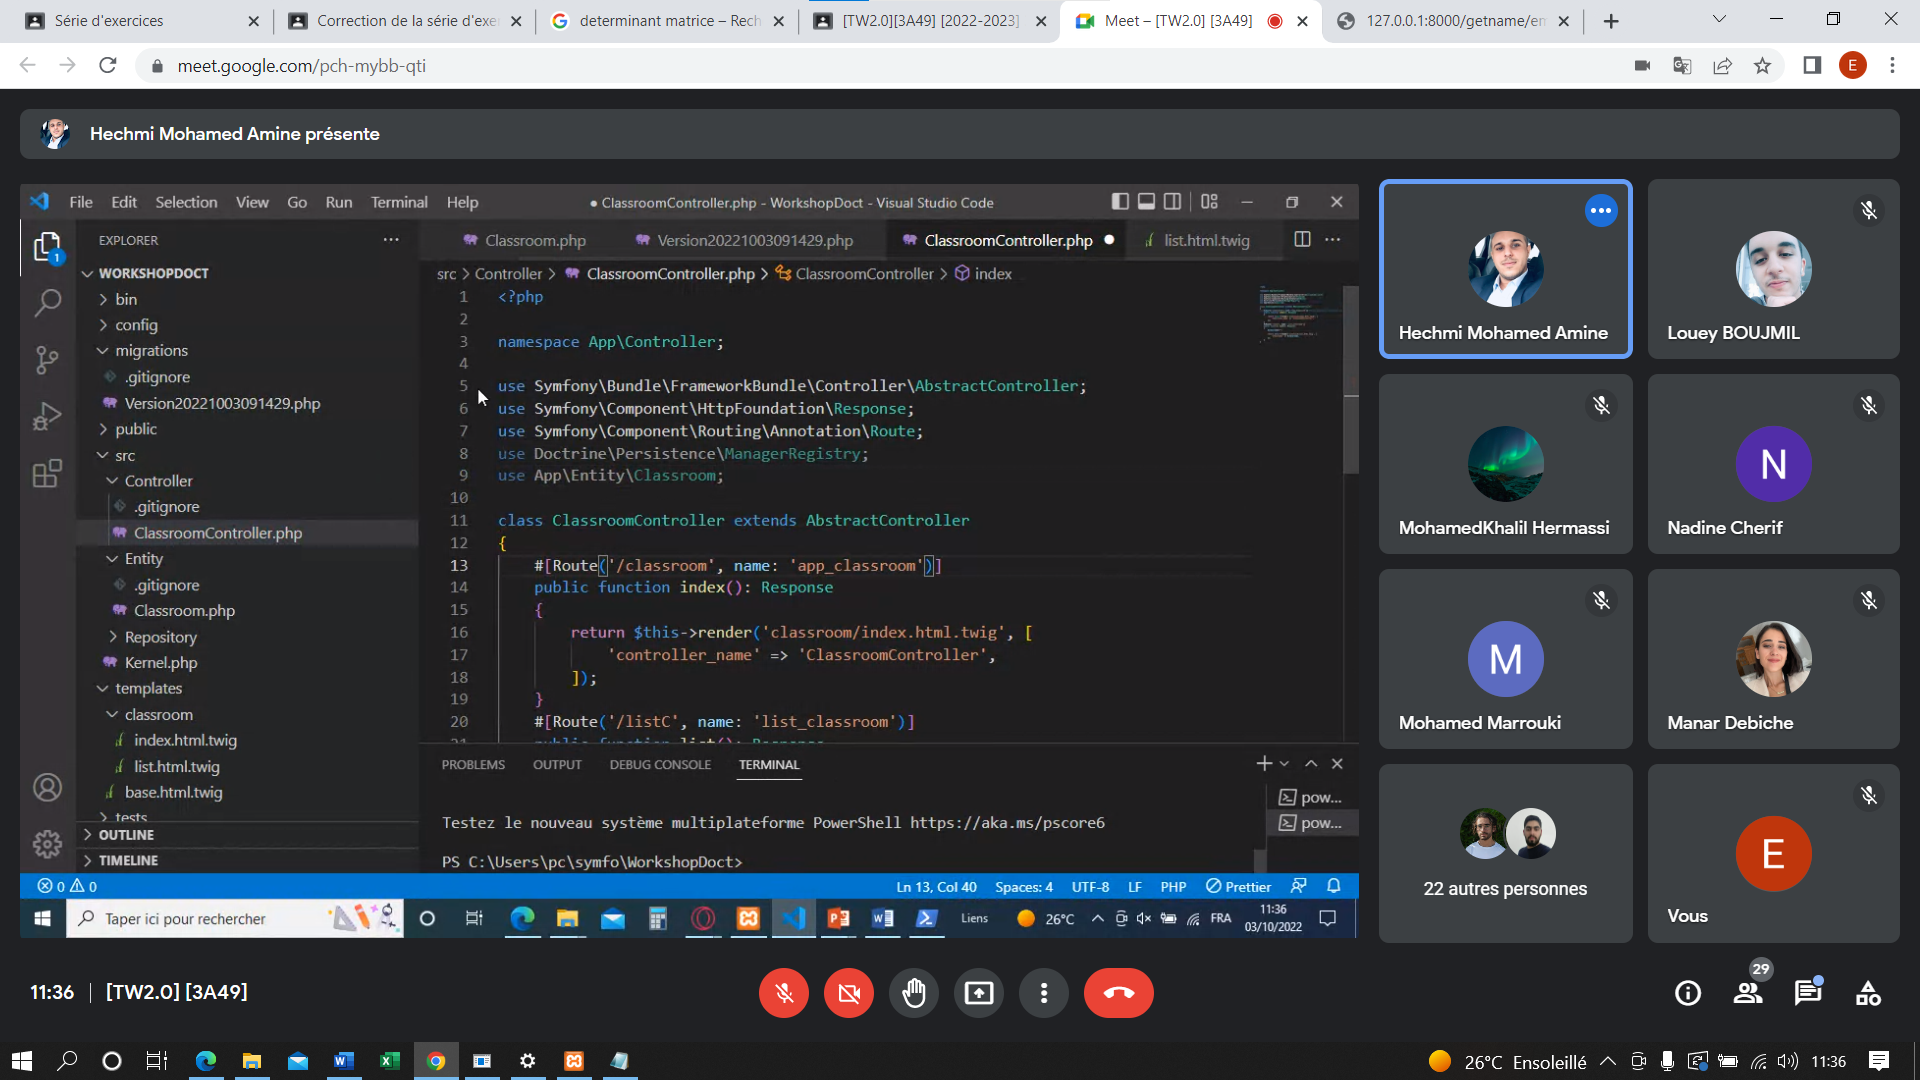 Série d'exercices
Correction de la série d'exe
determinant matrice – Rech
[TW2.0][3A49] [2022-2023]
Meet – [TW2.0] [3A49]
127.0.0.1:8000/getname/em
meet.google.com/pch-mybb-qti
E
Hechmi Mohamed Amine présente
File Edit Selection View Go Run Terminal Help
● ClassroomController.php - WorkshopDoct - Visual Studio Code
EXPLORER
Classroom.php
Version20221003091429.php
ClassroomController.php
list.html.twig
1
WORKSHOPDOCT
src > Controller > ClassroomController.php > ClassroomController > index
bin
config
migrations
.gitignore
Version20221003091429.php
public
src
Controller
.gitignore
ClassroomController.php
Entity
.gitignore
Classroom.php
Repository
Kernel.php
templates
classroom
index.html.twig
list.html.twig
base.html.twig
tests
OUTLINE
TIMELINE
1 <?php
2
3 namespace App\Controller;
4
5 use Symfony\Bundle\FrameworkBundle\Controller\AbstractController;
6 use Symfony\Component\HttpFoundation\Response;
7 use Symfony\Component\Routing\Annotation\Route;
8 use Doctrine\Persistence\ManagerRegistry;
9 use App\Entity\Classroom;
10
11 class ClassroomController extends AbstractController
12 {
13 #[Route('/classroom', name: 'app_classroom')]
14 public function index(): Response
15 {
16 return $this->render('classroom/index.html.twig', [
17 'controller_name' => 'ClassroomController',
18 ]);
19 }
20 #[Route('/listC', name: 'list_classroom')]
21 public function list(): Response
PROBLEMS OUTPUT DEBUG CONSOLE TERMINAL
pow...
pow...
Testez le nouveau système multiplateforme PowerShell https://aka.ms/pscore6
PS C:\Users\pc\symfo\WorkshopDoct>
0 0
Ln 13, Col 40 Spaces: 4 UTF-8 LF PHP Prettier
Taper ici pour rechercher
Liens
26°C
FRA
11:36
03/10/2022
Hechmi Mohamed Amine
Louey BOUJMIL
MohamedKhalil Hermassi
N
Nadine Cherif
M
Mohamed Marrouki
Manar Debiche
22 autres personnes
E
Vous
11:36 | [TW2.0] [3A49]
29
26°C Ensoleillé
11:36